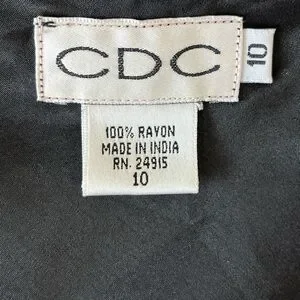 CDC
10
100% RAYON
MADE IN INDIA
RN. 24915
10